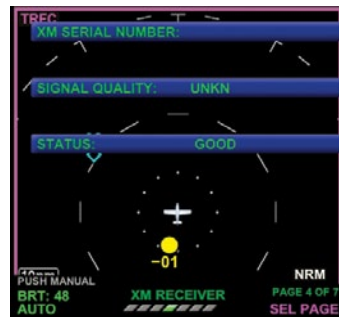 TRFC
XM SERIAL NUMBER:
SIGNAL QUALITY: UNKN
STATUS: GOOD
-01
10nm
NRM
PUSH MANUAL
BRT: 48
AUTO
XM RECEIVER
PAGE 4 OF 7
SEL PAGE